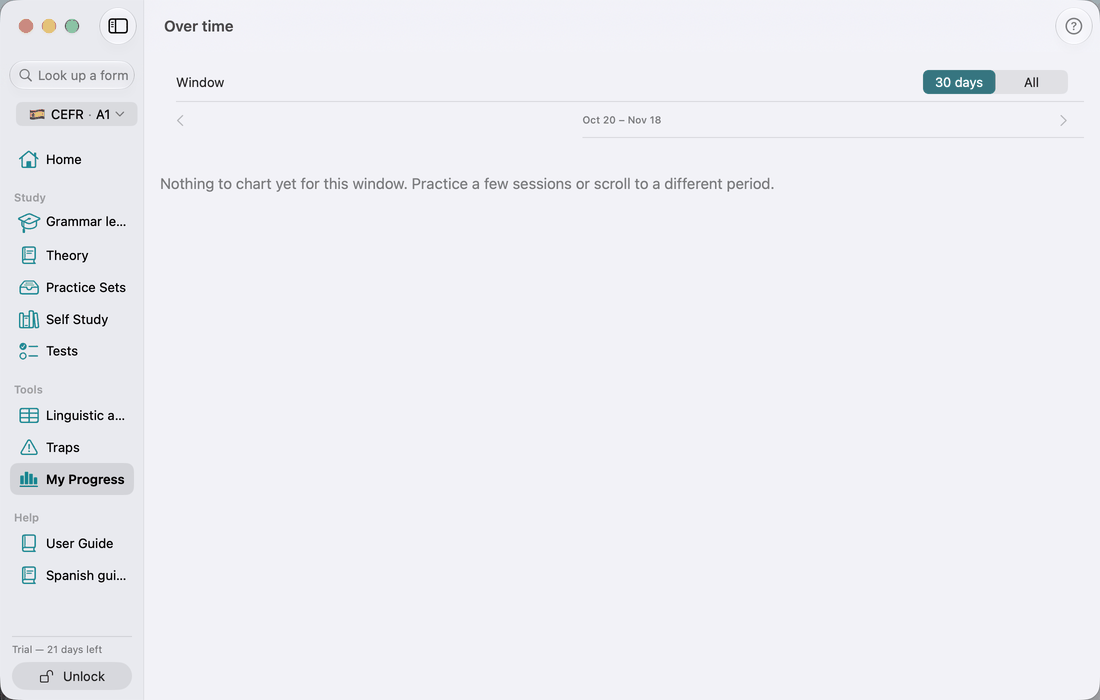 Over time
Look up a form
CEFR · A1
Home
Study
Grammar le...
Theory
Practice Sets
Self Study
Tests
Tools
Linguistic a...
Traps
My Progress
Help
User Guide
Spanish gui...
Trial — 21 days left
Unlock
Window
30 days
All
Oct 20 – Nov 18
Nothing to chart yet for this window. Practice a few sessions or scroll to a different period.